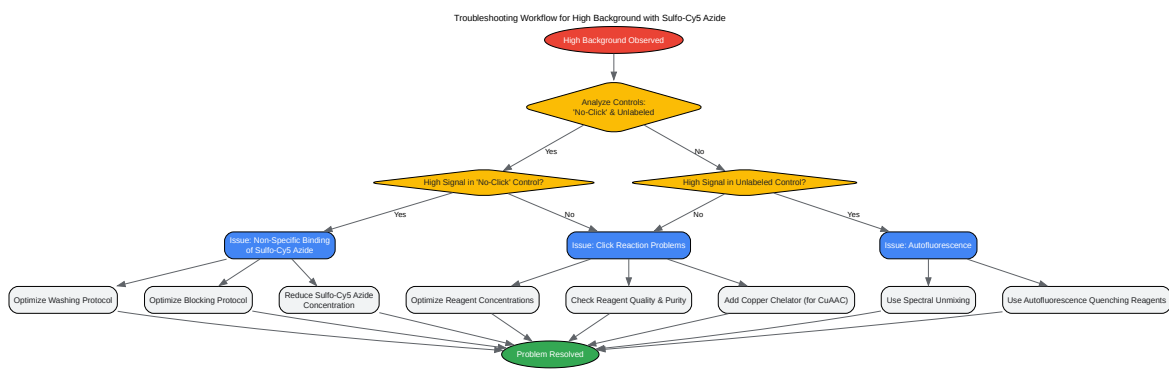 Troubleshooting Workflow for High Background with Sulfo-Cy5 Azide
High Background Observed
Analyze Controls:
'No-Click' & Unlabeled
Yes
No
High Signal in 'No-Click' Control?
High Signal in Unlabeled Control?
Yes
No
No
Yes
Issue: Non-Specific Binding
of Sulfo-Cy5 Azide
Issue: Click Reaction Problems
Issue: Autofluorescence
Optimize Washing Protocol
Optimize Blocking Protocol
Reduce Sulfo-Cy5 Azide
Concentration
Optimize Reagent Concentrations
Check Reagent Quality & Purity
Add Copper Chelator (for CuAAC)
Use Spectral Unmixing
Use Autofluorescence Quenching Reagents
Problem Resolved